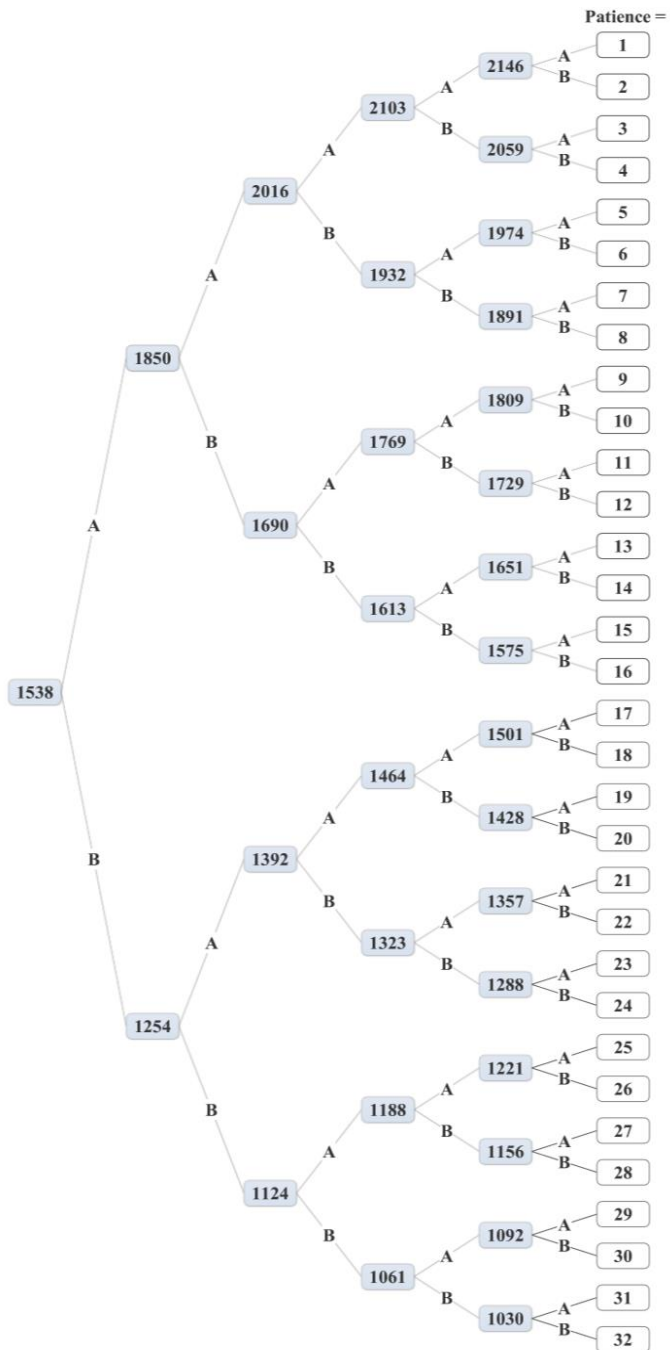 Patience =
1
A
2146
B
2
A
2103
B
3
A
2059
B
4
A
2016
B
5
A
1974
B
6
A
1932
B
7
A
1891
B
8
A
1850
B
9
A
1809
B
10
A
1769
B
11
A
1729
B
12
A
1690
B
13
A
1651
B
14
A
1613
B
15
A
1575
B
16
A
1538
B
17
A
1501
B
18
A
1464
B
19
A
1428
B
20
A
1392
B
21
A
1357
B
22
A
1323
B
23
A
1288
B
24
A
1254
B
25
A
1221
B
26
A
1188
B
27
A
1156
B
28
A
1124
B
29
A
1092
B
30
A
1061
B
31
A
1030
B
32